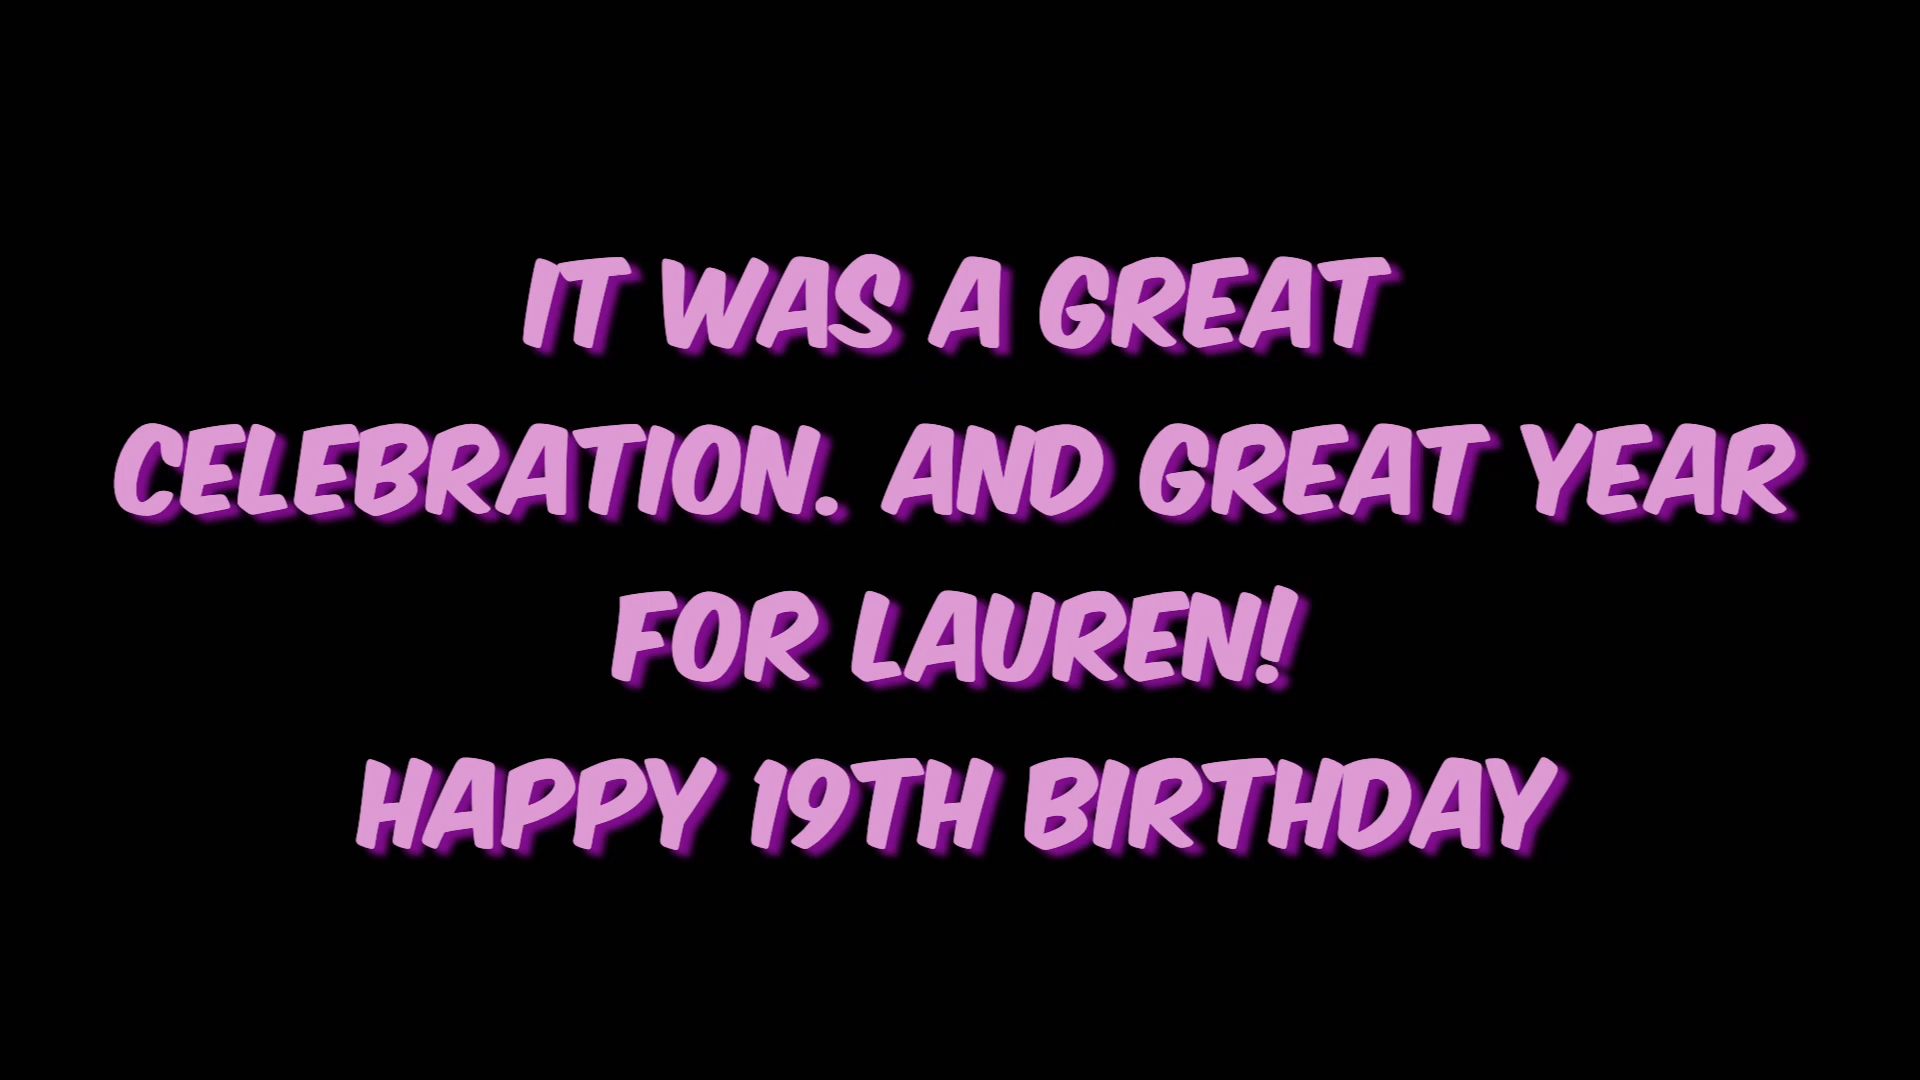 IT WAS A GREAT
CELEBRATION. AND GREAT YEAR
FOR LAUREN!
HAPPY 19TH BIRTHDAY